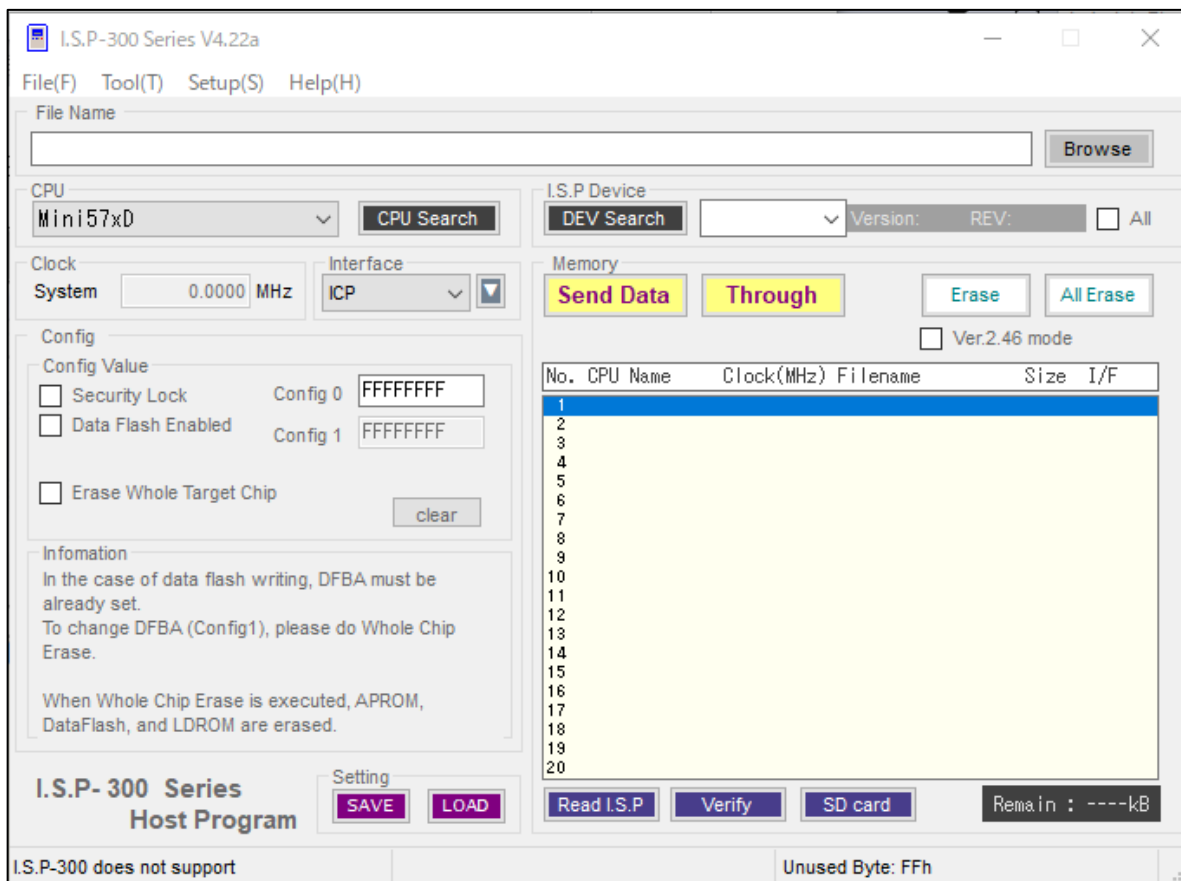 I.S.P-300 Series V4.22a
File(F) Tool(T) Setup(S) Help(H)
File Name
Browse
CPU
Mini57xD
CPU Search
I.S.P Device
DEV Search
Version: REV:
All
Clock
System 0.0000 MHz
Interface
ICP
Memory
Send Data
Through
Erase
All Erase
Ver.2.46 mode
Config
Config Value
Security Lock
Config 0 FFFFFFFF
Data Flash Enabled
Config 1 FFFFFFFF
Erase Whole Target Chip
clear
Infomation
In the case of data flash writing, DFBA must be
already set.
To change DFBA (Config1), please do Whole Chip
Erase.
When Whole Chip Erase is executed, APROM,
DataFlash, and LDROM are erased.
No. CPU Name Clock(MHz) Filename Size I/F
1
2
3
4
5
6
7
8
9
10
11
12
13
14
15
16
17
18
19
20
I.S.P- 300 Series
Host Program
Setting
SAVE
LOAD
Read I.S.P
Verify
SD card
Remain : ----kB
I.S.P-300 does not support
Unused Byte: FFh